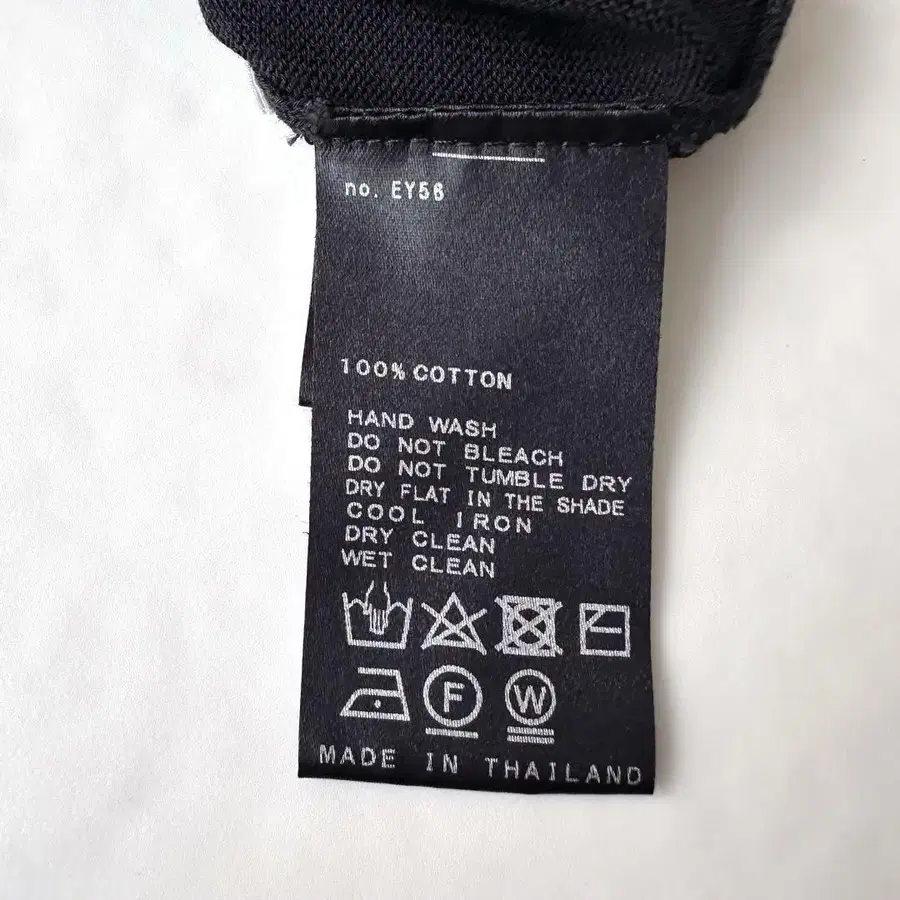 no. EY56
100% COTTON
HAND WASH
DO NOT BLEACH
DO NOT TUMBLE DRY
DRY FLAT IN THE SHADE
COOL IRON
DRY CLEAN
WET CLEAN
F W
MADE IN THAILAND